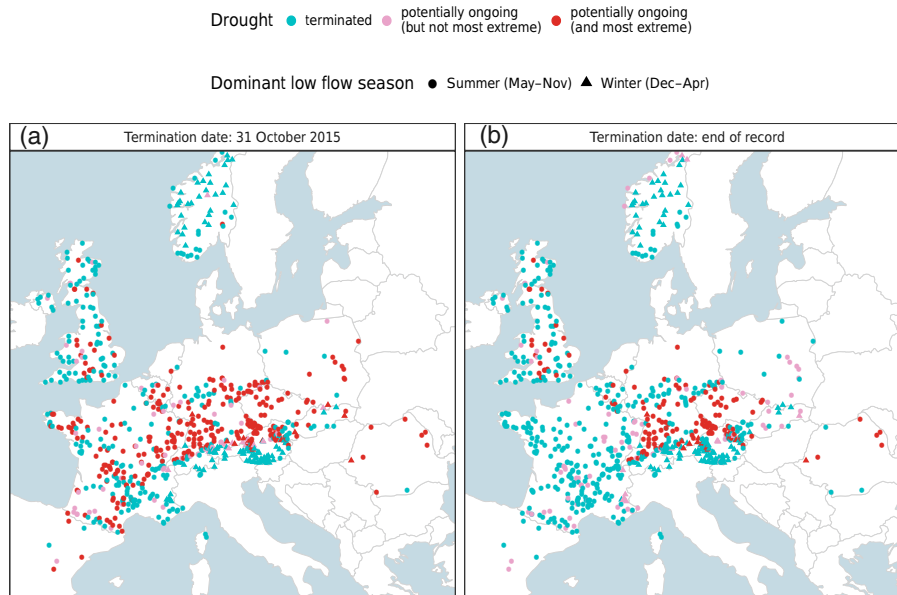 Drought terminated potentially ongoing (but not most extreme) potentially ongoing (and most extreme)
Dominant low flow season Summer (May–Nov) Winter (Dec–Apr)
(a) Termination date: 31 October 2015
(b) Termination date: end of record